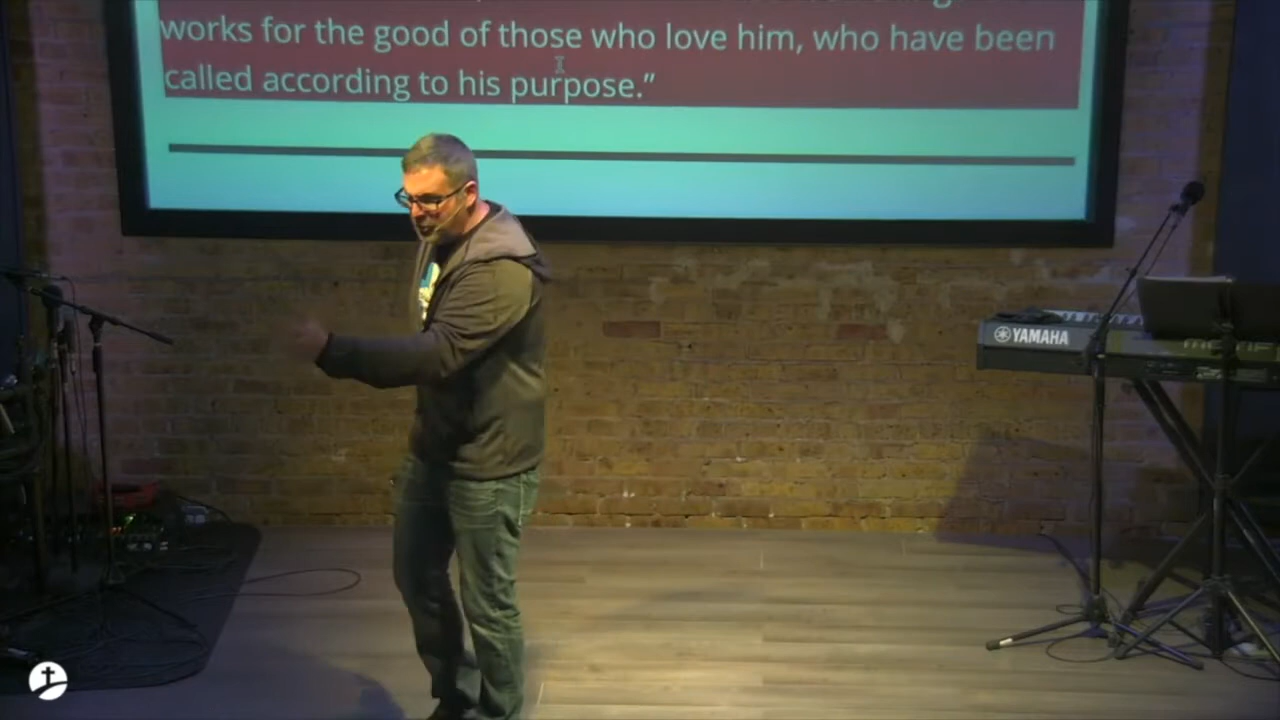 works for the good of those who love him, who have been
called according to his purpose.”
YAMAHA